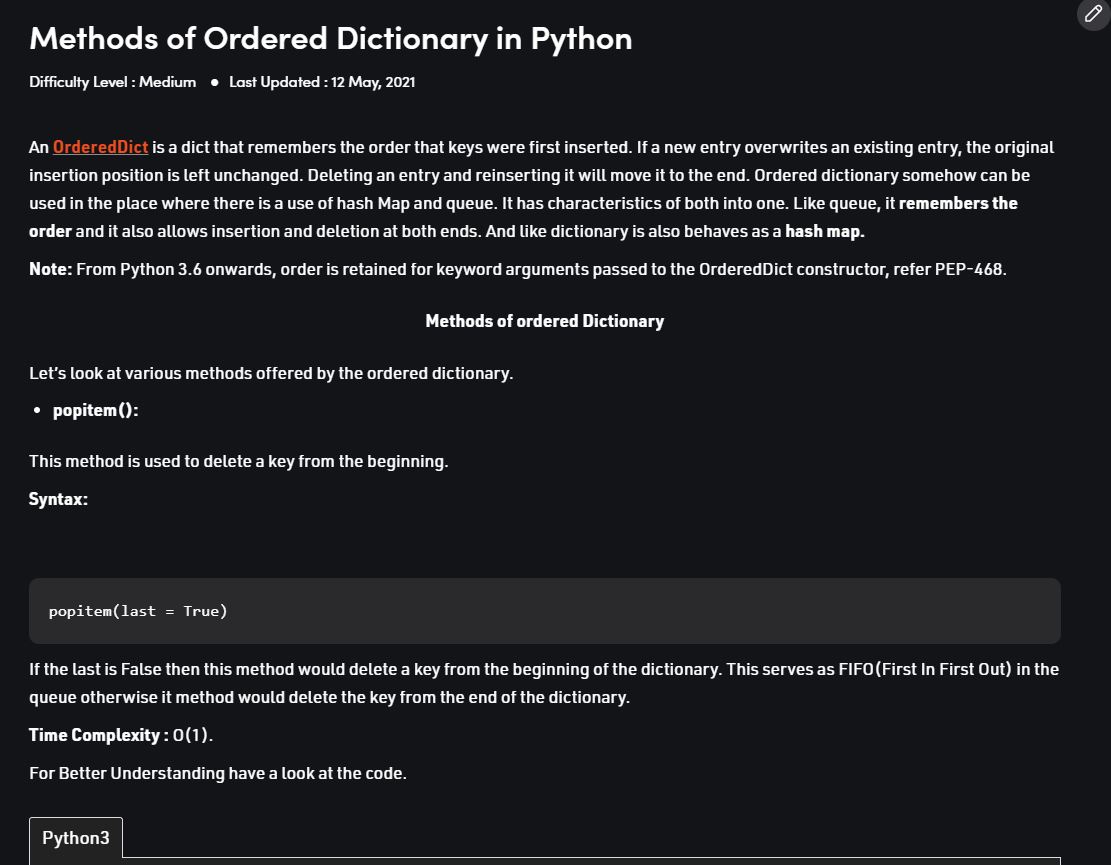 Methods of Ordered Dictionary in Python
Difficulty Level : Medium ● Last Updated : 12 May, 2021
An OrderedDict is a dict that remembers the order that keys were first inserted. If a new entry overwrites an existing entry, the original
insertion position is left unchanged. Deleting an entry and reinserting it will move it to the end. Ordered dictionary somehow can be
used in the place where there is a use of hash Map and queue. It has characteristics of both into one. Like queue, it remembers the
order and it also allows insertion and deletion at both ends. And like dictionary is also behaves as a hash map.
Note: From Python 3.6 onwards, order is retained for keyword arguments passed to the OrderedDict constructor, refer PEP-468.
Methods of ordered Dictionary
Let's look at various methods offered by the ordered dictionary.
• popitem():
This method is used to delete a key from the beginning.
Syntax:
popitem(last = True)
If the last is False then this method would delete a key from the beginning of the dictionary. This serves as FIFO(First In First Out) in the
queue otherwise it method would delete the key from the end of the dictionary.
Time Complexity : O(1).
For Better Understanding have a look at the code.
Python3